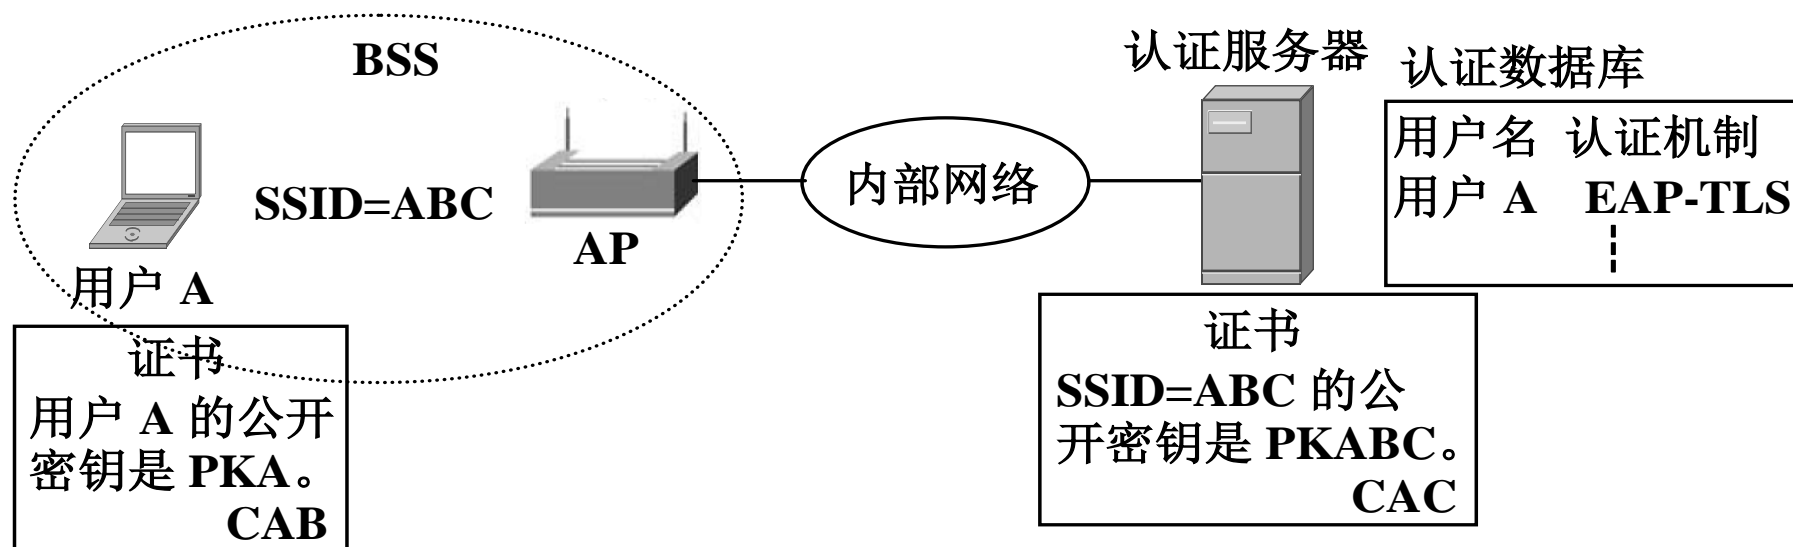 BSS
SSID=ABC
AP
用户 A
证书
用户 A 的公开
密钥是 PKA。
CAB
内部网络
认证服务器
证书
SSID=ABC 的公
开密钥是 PKABC。
CAC
认证数据库
用户名 认证机制
用户 A EAP-TLS